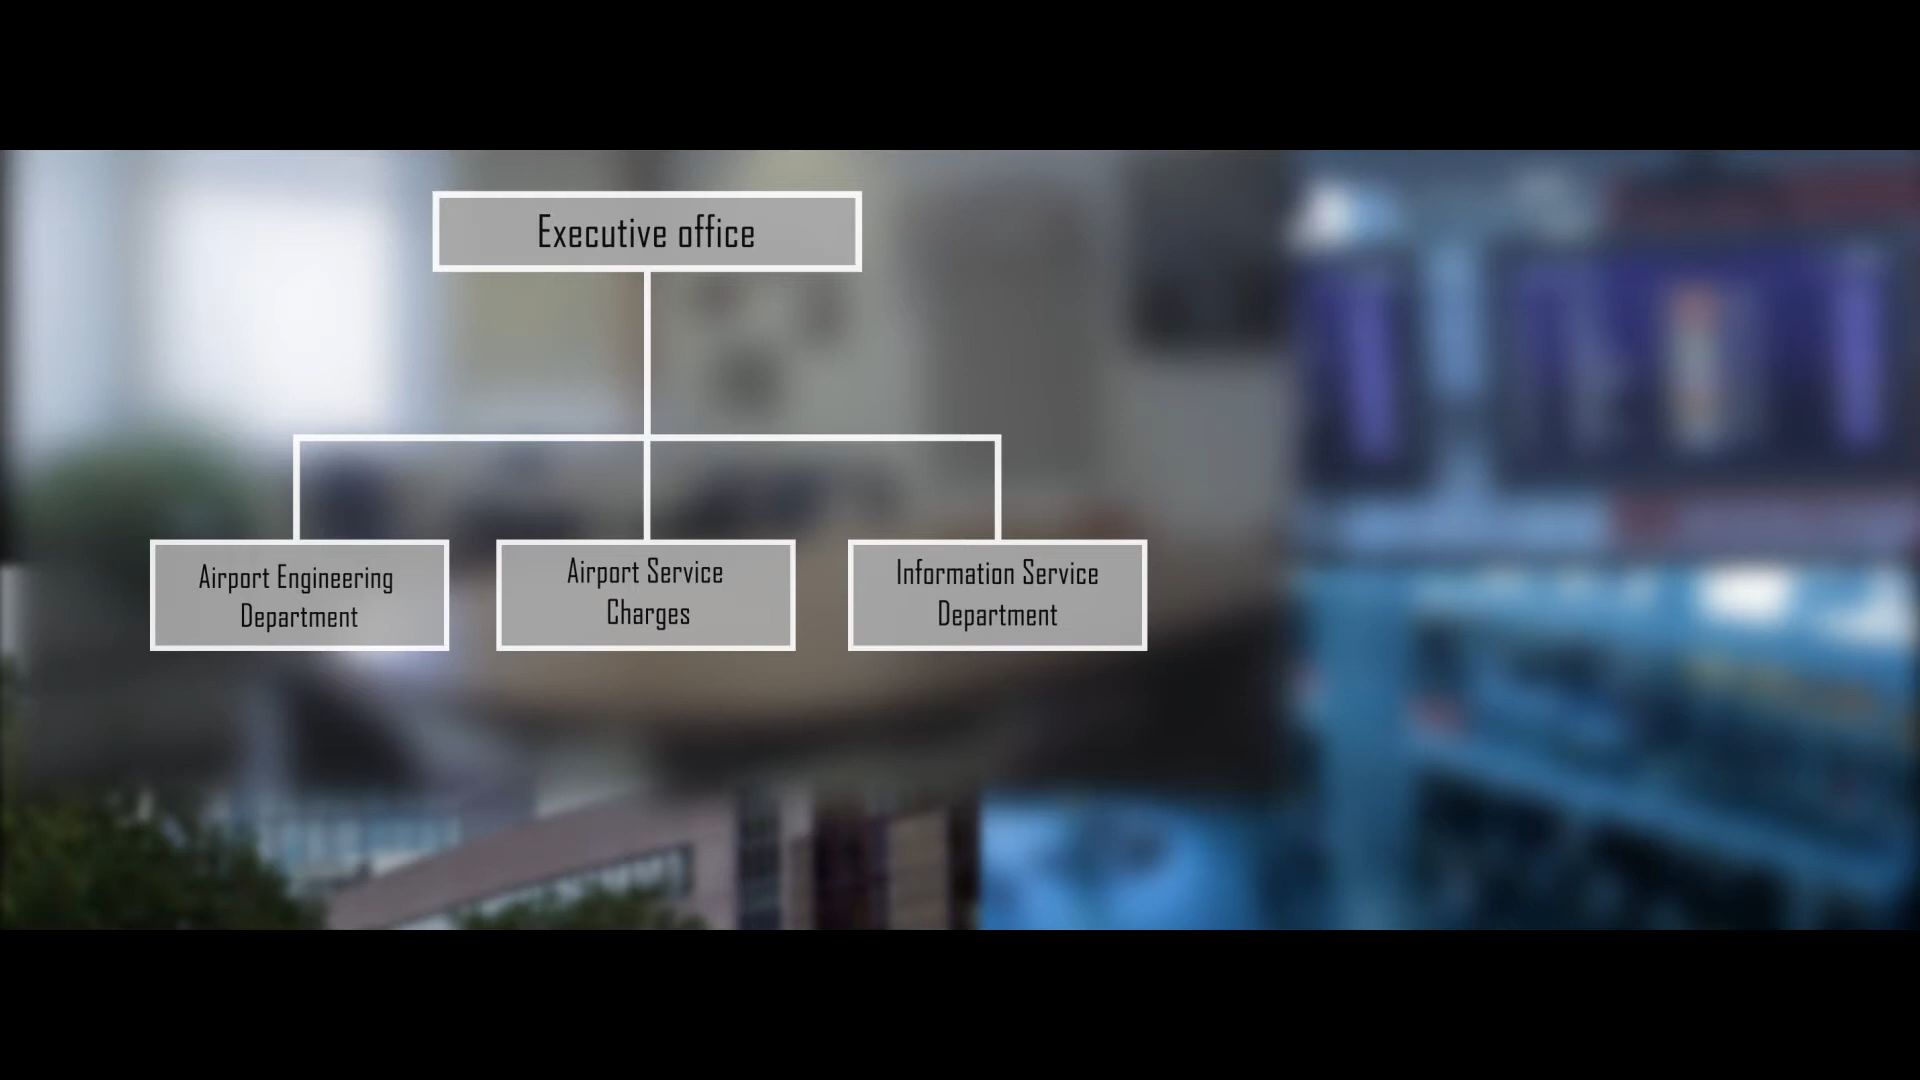 Executive office
Airport Engineering
Department
Airport Service
Charges
Information Service
Department